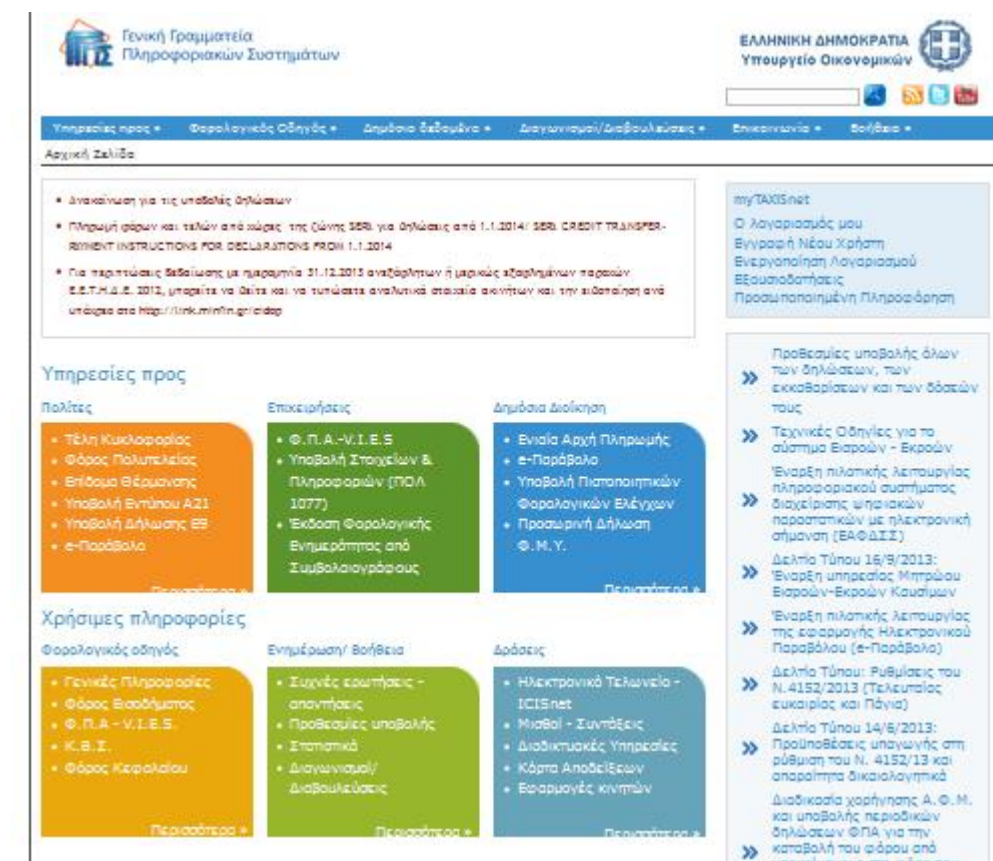 Γενική Γραμματεία
Πληροφοριακών Συστημάτων
ΕΛΛΗΝΙΚΗ ΔΗΜΟΚΡΑΤΙΑ
Υπουργείο Οικονομικών
Υπηρεσίες προς
Φορολογικός Οδηγός
Δημόσια δεδομένα
Διαγωνισμοί/Διαβουλεύσεις
Επικοινωνία
Βοήθεια
Αρχική Σελίδα
• Ανακοίνωση για τις υποβολές δηλώσεων
• Πληρωμή φόρων και τελών από χώρες της ζώνης SEPA για δηλώσεις από 1.1.2014/ SEPA CREDIT TRANSFER-
PAYMENT INSTRUCTIONS FOR DECLARATIONS FROM 1.1.2014
• Για περιπτώσεις βεβαίωσης με ημερομηνία 31.12.2013 ανεξόφλητων ή μερικώς εξοφλημένων παροχών
Ε.Ε.Τ.Η.Δ.Ε. 2012, μπορείτε να δείτε και να τυπώσετε αναλυτικά στοιχεία ακινήτων και την ειδοποίηση ανά
υπόχρεο στο http://link.minfin.gr/eidop
myTAXISnet
Ο λογαριασμός μου
Εγγραφή Νέου Χρήστη
Ενεργοποίηση Λογαριασμού
Εξουσιοδοτήσεις
Προσωποποιημένη Πληροφόρηση
Υπηρεσίες προς
Πολίτες
• Τέλη Κυκλοφορίας
• Φόρος Πολυτελείας
• Επίδομα Θέρμανσης
• Υποβολή Εντύπου Α21
• Υποβολή Δήλωσης Ε9
• e-Παράβολο
Περισσότερα »
Επιχειρήσεις
• Φ.Π.Α.-V.I.E.S
• Υποβολή Στοιχείων &
Πληροφοριών (ΠΟΛ
1077)
• Έκδοση Φορολογικής
Ενημερότητας από
Συμβολαιογράφους
Δημόσια Διοίκηση
• Ενιαία Αρχή Πληρωμής
• e-Παράβολο
• Υποβολή Πιστοποιητικών
Φορολογικών Ελέγχων
• Προσωρινή Δήλωση
Φ.Μ.Υ.
Περισσότερα »
Χρήσιμες πληροφορίες
Φορολογικός οδηγός
• Γενικές Πληροφορίες
• Φόρος Εισοδήματος
• Φ.Π.Α - V.I.E.S.
• Κ.Β.Σ.
• Φόρος Κεφαλαίου
Περισσότερα »
Ενημέρωση/ Βοήθεια
• Συχνές ερωτήσεις -
απαντήσεις
• Προθεσμίες υποβολής
• Στατιστικά
• Διαγωνισμοί/
Διαβουλεύσεις
Περισσότερα »
Δράσεις
• Ηλεκτρονικό Τελωνείο -
ICISnet
• Μισθοί - Συντάξεις
• Διαδικτυακές Υπηρεσίες
• Κάρτα Αποδείξεων
• Εφαρμογές κινητών
Περισσότερα »
Προθεσμίες υποβολής όλων
των δηλώσεων, των
εκκαθαρίσεων και των δόσεών
τους
Τεχνικές Οδηγίες για το
σύστημα Εισροών - Εκροών
Έναρξη πιλοτικής λειτουργίας
πληροφοριακού συστήματος
διαχείρισης ψηφιακών
παραστατικών με ηλεκτρονική
σήμανση (ΕΑΦΔΣΣ)
Δελτίο Τύπου 16/9/2013:
Έναρξη υπηρεσίας Μητρώου
Εισροών-Εκροών Καυσίμων
Έναρξη πιλοτικής λειτουργίας
της εφαρμογής Ηλεκτρονικού
Παραβόλου (e-Παράβολο)
Δελτίο Τύπου: Ρυθμίσεις του
Ν.4152/2013 (Τελευταίας
ευκαιρίας και Πάγια)
Δελτίο Τύπου 14/6/2013:
Προϋποθέσεις υπαγωγής στη
ρύθμιση του Ν. 4152/13 και
απαραίτητα δικαιολογητικά
Διαδικασία χορήγησης Α.Φ.Μ.
και υποβολής περιοδικών
δηλώσεων ΦΠΑ για την
καταβολή του φόρου από